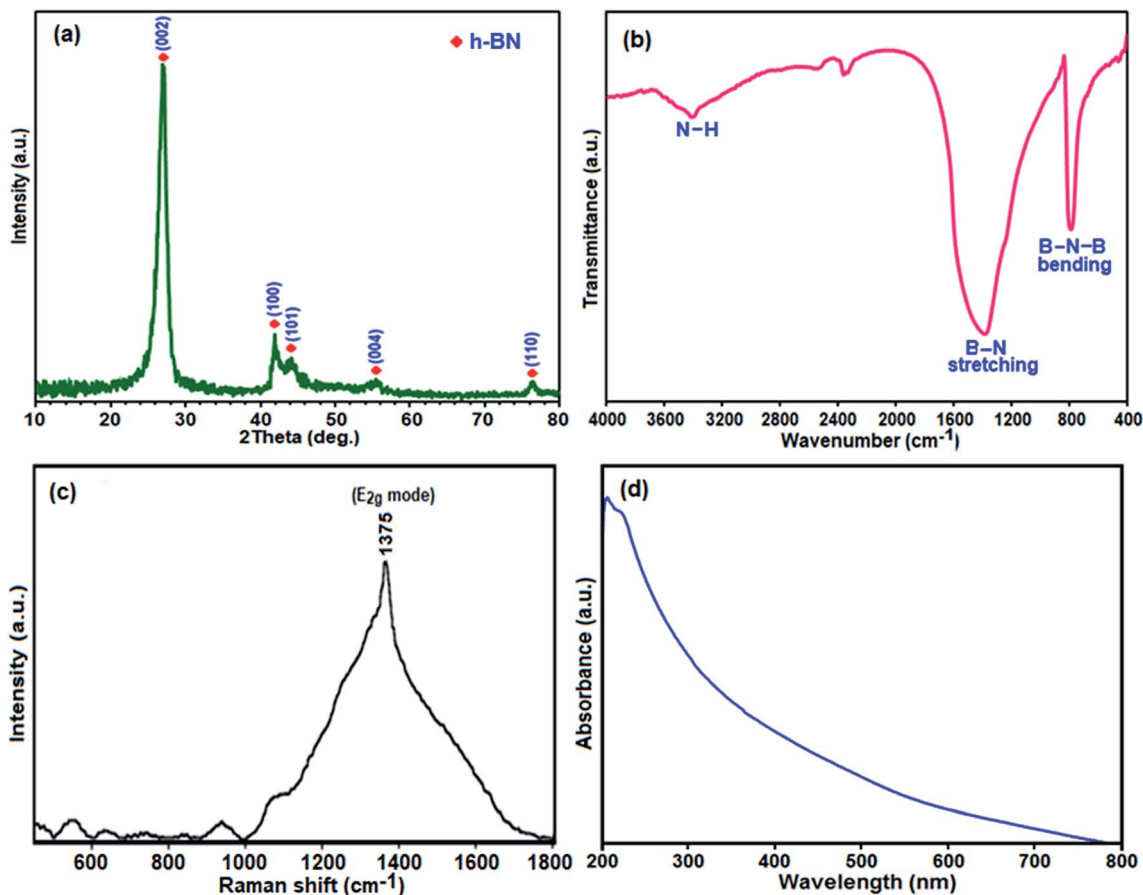 (a)
(002)
h-BN
(100)
(101)
(004)
(110)
Intensity (a.u.)
10 20 30 40 50 60 70 80
2Theta (deg.)
(b)
N–H
B–N–B
bending
B–N
stretching
Transmittance (a.u.)
4000 3600 2800 2000 1600 1200 800 400
Wavenumber (cm-1)
(c)
(E2g mode)
1375
Intensity (a.u.)
600 800 1000 1200 1400 1600 1800
Raman shift (cm-1)
(d)
Absorbance (a.u.)
200 300 400 500 600 700 800
Wavelength (nm)